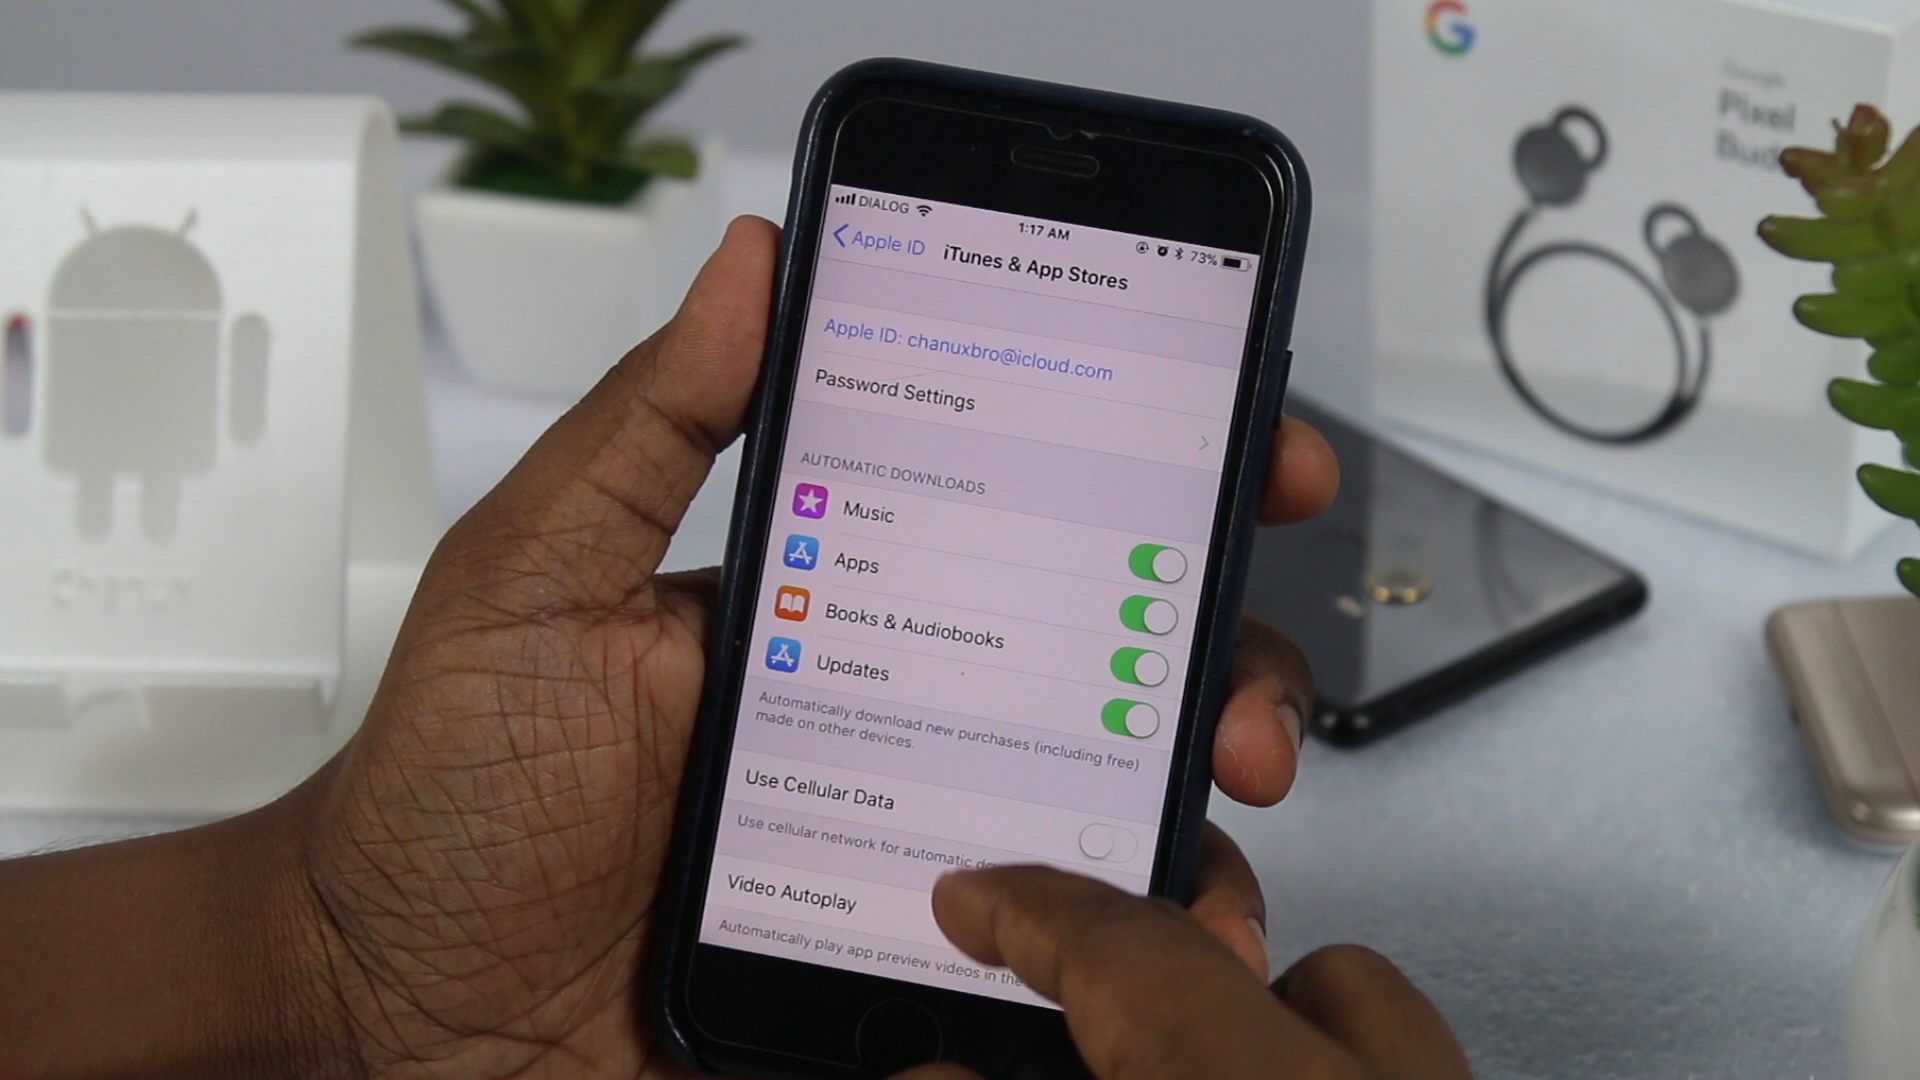 DIALOG
1:17 AM
73%
Apple ID
iTunes & App Stores
Apple ID: chanuxbro@icloud.com
Password Settings
AUTOMATIC DOWNLOADS
Music
Apps
Books & Audiobooks
Updates
Automatically download new purchases (including free)
made on other devices.
Use Cellular Data
Use cellular network for automatic
Video Autoplay
Automatically play app preview videos in the
G
Google
Pixel